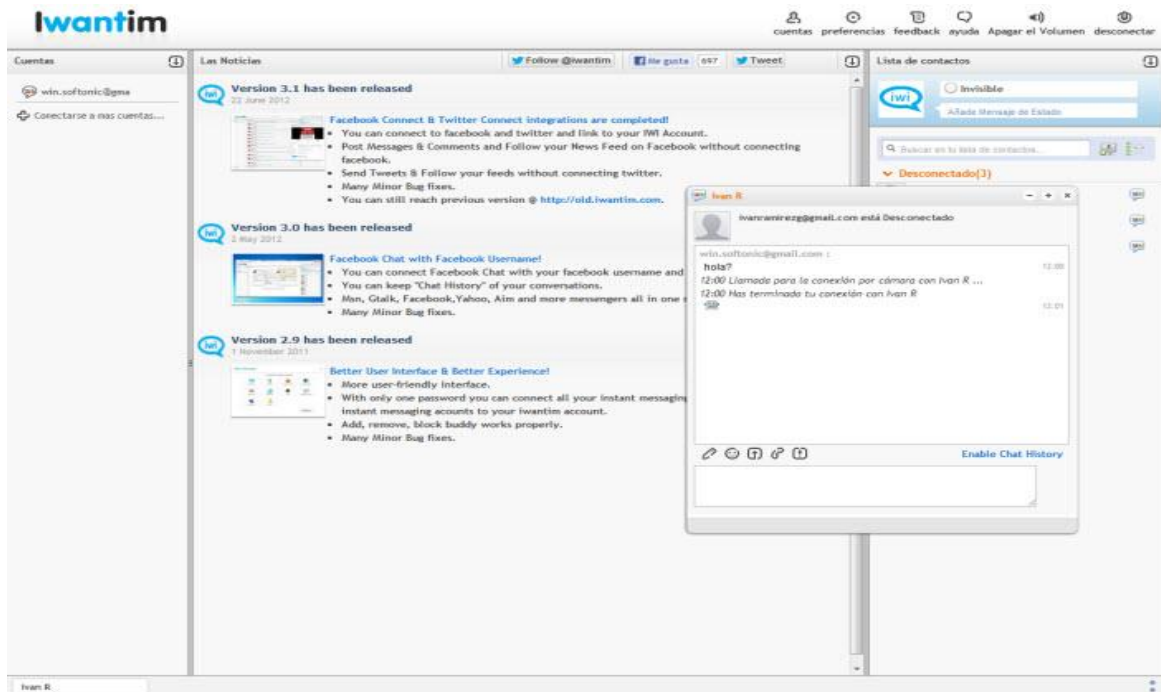 Iwantim
cuentas preferencias feedback ayuda Apagar el Volumen desconectar
Cuentas
win.softonic@gma
Conectarse a mas cuentas...
Las Noticias
Follow @iwantim
Me gusta 697
Tweet
iwi
Version 3.1 has been released
22 June 2012
Facebook Connect & Twitter Connect integrations are completed!
• You can connect to facebook and twitter and link to your IWI Account.
• Post Messages & Comments and Follow your News Feed on Facebook without connecting
facebook.
• Send Tweets & Follow your feeds without connecting twitter.
• Many Minor Bug fixes.
• You can still reach previous version @ http://old.iwantim.com.
iwi
Version 3.0 has been released
2 May 2012
Facebook Chat with Facebook Username!
• You can connect Facebook Chat with your facebook username and
• You can keep "Chat History" of your conversations.
• Msn, Gtalk, Facebook,Yahoo, Aim and more messengers all in one
• Many Minor Bug fixes.
iwi
Version 2.9 has been released
1 November 2011
Better User Interface & Better Experience!
• More user-friendly interface.
• With only one password you can connect all your instant messaging
instant messaging acounts to your iwantim account.
• Add, remove, block buddy works properly.
• Many Minor Bug fixes.
Lista de contactos
iwi
Invisible
Añade Mensaje de Estado
Buscar en tu lista de contactos...
Desconectado(3)
Ivan R
ivanramirezg@gmail.com está Desconectado
win.softonic@gmail.com :
hola? 12:00
12:00 Llamada para la conexión por cámara con Ivan R ...
12:00 Has terminado tu conexión con Ivan R
12:01
Enable Chat History
Ivan R